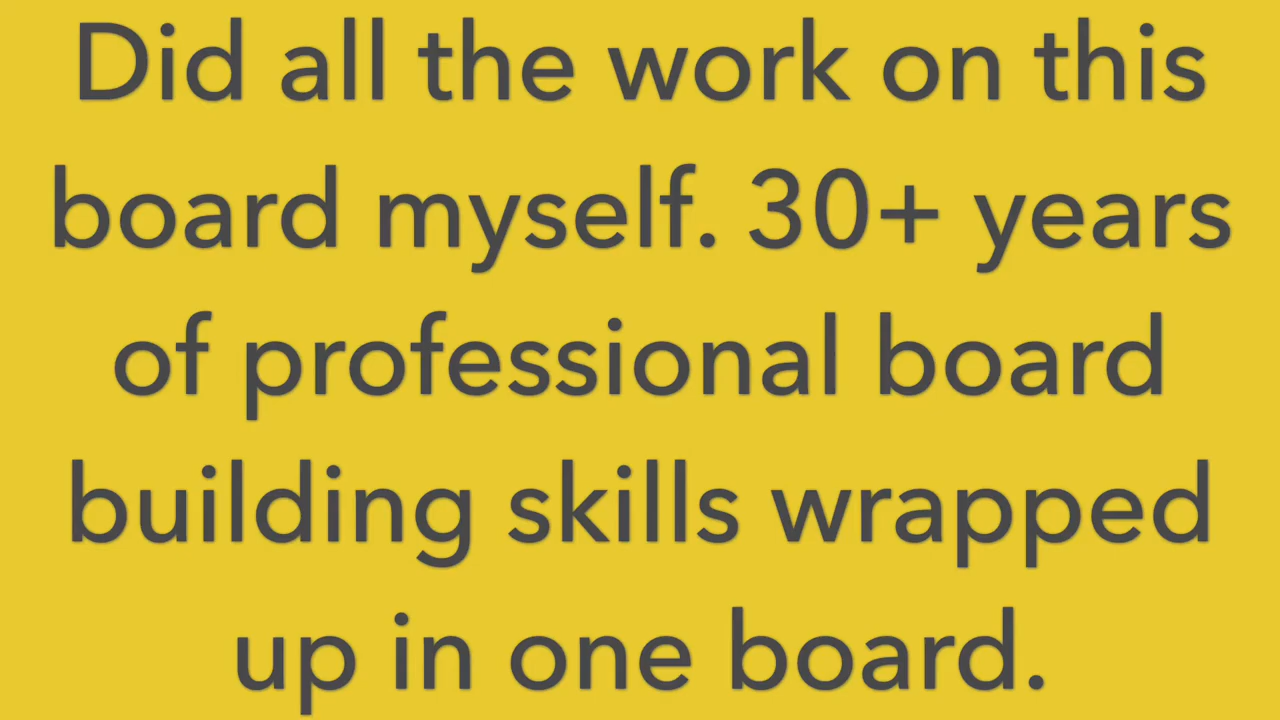 Did all the work on this
board myself. 30+ years
of professional board
building skills wrapped
up in one board.